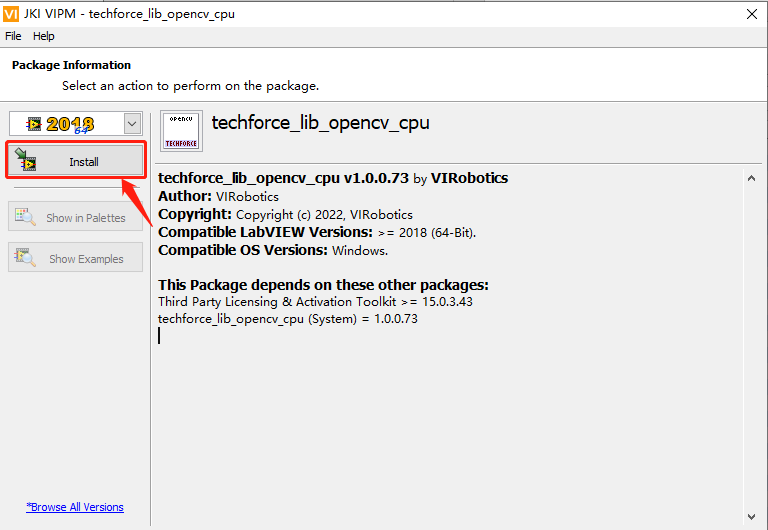 VI JKI VIPM - techforce_lib_opencv_cpu
File Help
Package Information
Select an action to perform on the package.
2018
64
Install
Show in Palettes
Show Examples
*Browse All Versions
opencv
TECHFORCE
techforce_lib_opencv_cpu
techforce_lib_opencv_cpu v1.0.0.73 by VIRobotics
Author: VIRobotics
Copyright: Copyright (c) 2022, VIRobotics
Compatible LabVIEW Versions: >= 2018 (64-Bit).
Compatible OS Versions: Windows.
This Package depends on these other packages:
Third Party Licensing & Activation Toolkit >= 15.0.3.43
techforce_lib_opencv_cpu (System) = 1.0.0.73